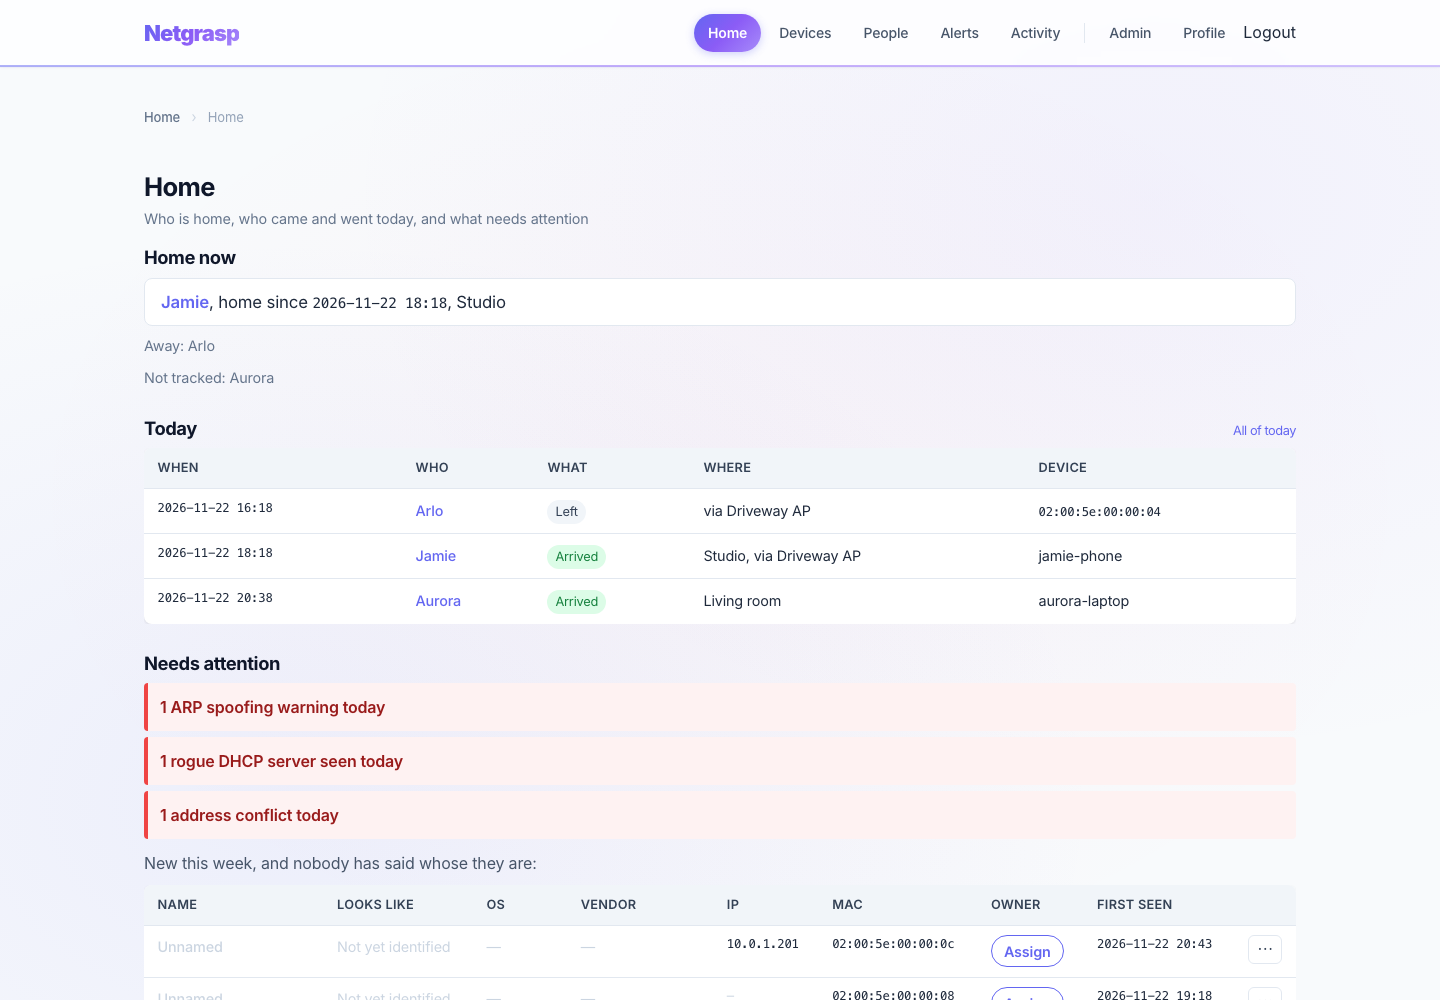 Netgrasp
Home Devices People Alerts Activity Admin Profile Logout
Home › Home
Home
Who is home, who came and went today, and what needs attention
Home now
Jamie, home since 2026-11-22 18:18, Studio
Away: Arlo
Not tracked: Aurora
Today All of today
WHEN WHO WHAT WHERE DEVICE
2026-11-22 16:18 Arlo Left via Driveway AP 02:00:5e:00:00:04
2026-11-22 18:18 Jamie Arrived Studio, via Driveway AP jamie-phone
2026-11-22 20:38 Aurora Arrived Living room aurora-laptop
Needs attention
1 ARP spoofing warning today
1 rogue DHCP server seen today
1 address conflict today
New this week, and nobody has said whose they are:
NAME LOOKS LIKE OS VENDOR IP MAC OWNER FIRST SEEN
Unnamed Not yet identified — — 10.0.1.201 02:00:5e:00:00:0c Assign 2026-11-22 20:43 ...
Unnamed Not yet identified — — — 02:00:5e:00:00:08 2026-11-22 19:18